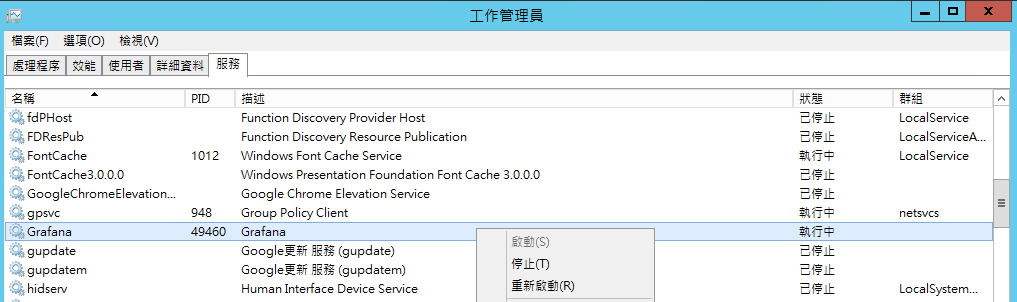 工作管理員
檔案(F) 選項(O) 檢視(V)
處理程序 效能 使用者 詳細資料 服務
名稱 PID 描述 狀態 群組
fdPHost Function Discovery Provider Host 已停止 LocalService
FDResPub Function Discovery Resource Publication 已停止 LocalServiceA...
FontCache 1012 Windows Font Cache Service 執行中 LocalService
FontCache3.0.0.0 Windows Presentation Foundation Font Cache 3.0.0.0 已停止
GoogleChromeElevation... Google Chrome Elevation Service 已停止
gpsvc 948 Group Policy Client 執行中 netsvcs
Grafana 49460 Grafana 執行中
gupdate Google更新 服務 (gupdate) 已停止
gupdatem Google更新 服務 (gupdatem) 已停止
hidserv Human Interface Device Service 已停止 LocalSystem...
啟動(S)
停止(T)
重新啟動(R)